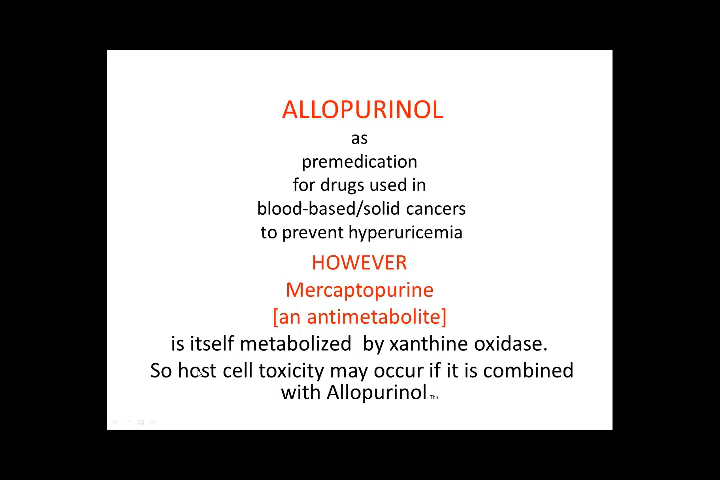 ALLOPURINOL
as
premedication
for drugs used in
blood-based/solid cancers
to prevent hyperuricemia
HOWEVER
Mercaptopurine
[an antimetabolite]
is itself metabolized by xanthine oxidase.
So host cell toxicity may occur if it is combined
with Allopurinol